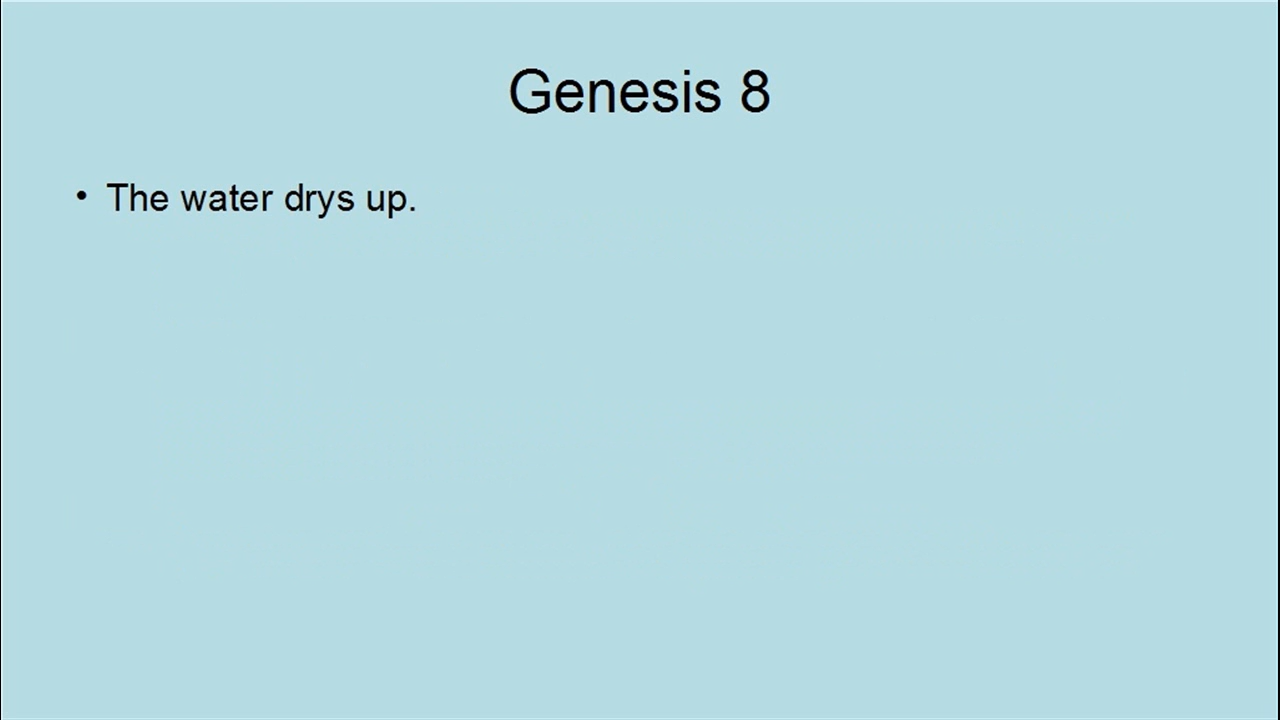 Genesis 8
• The water drys up.